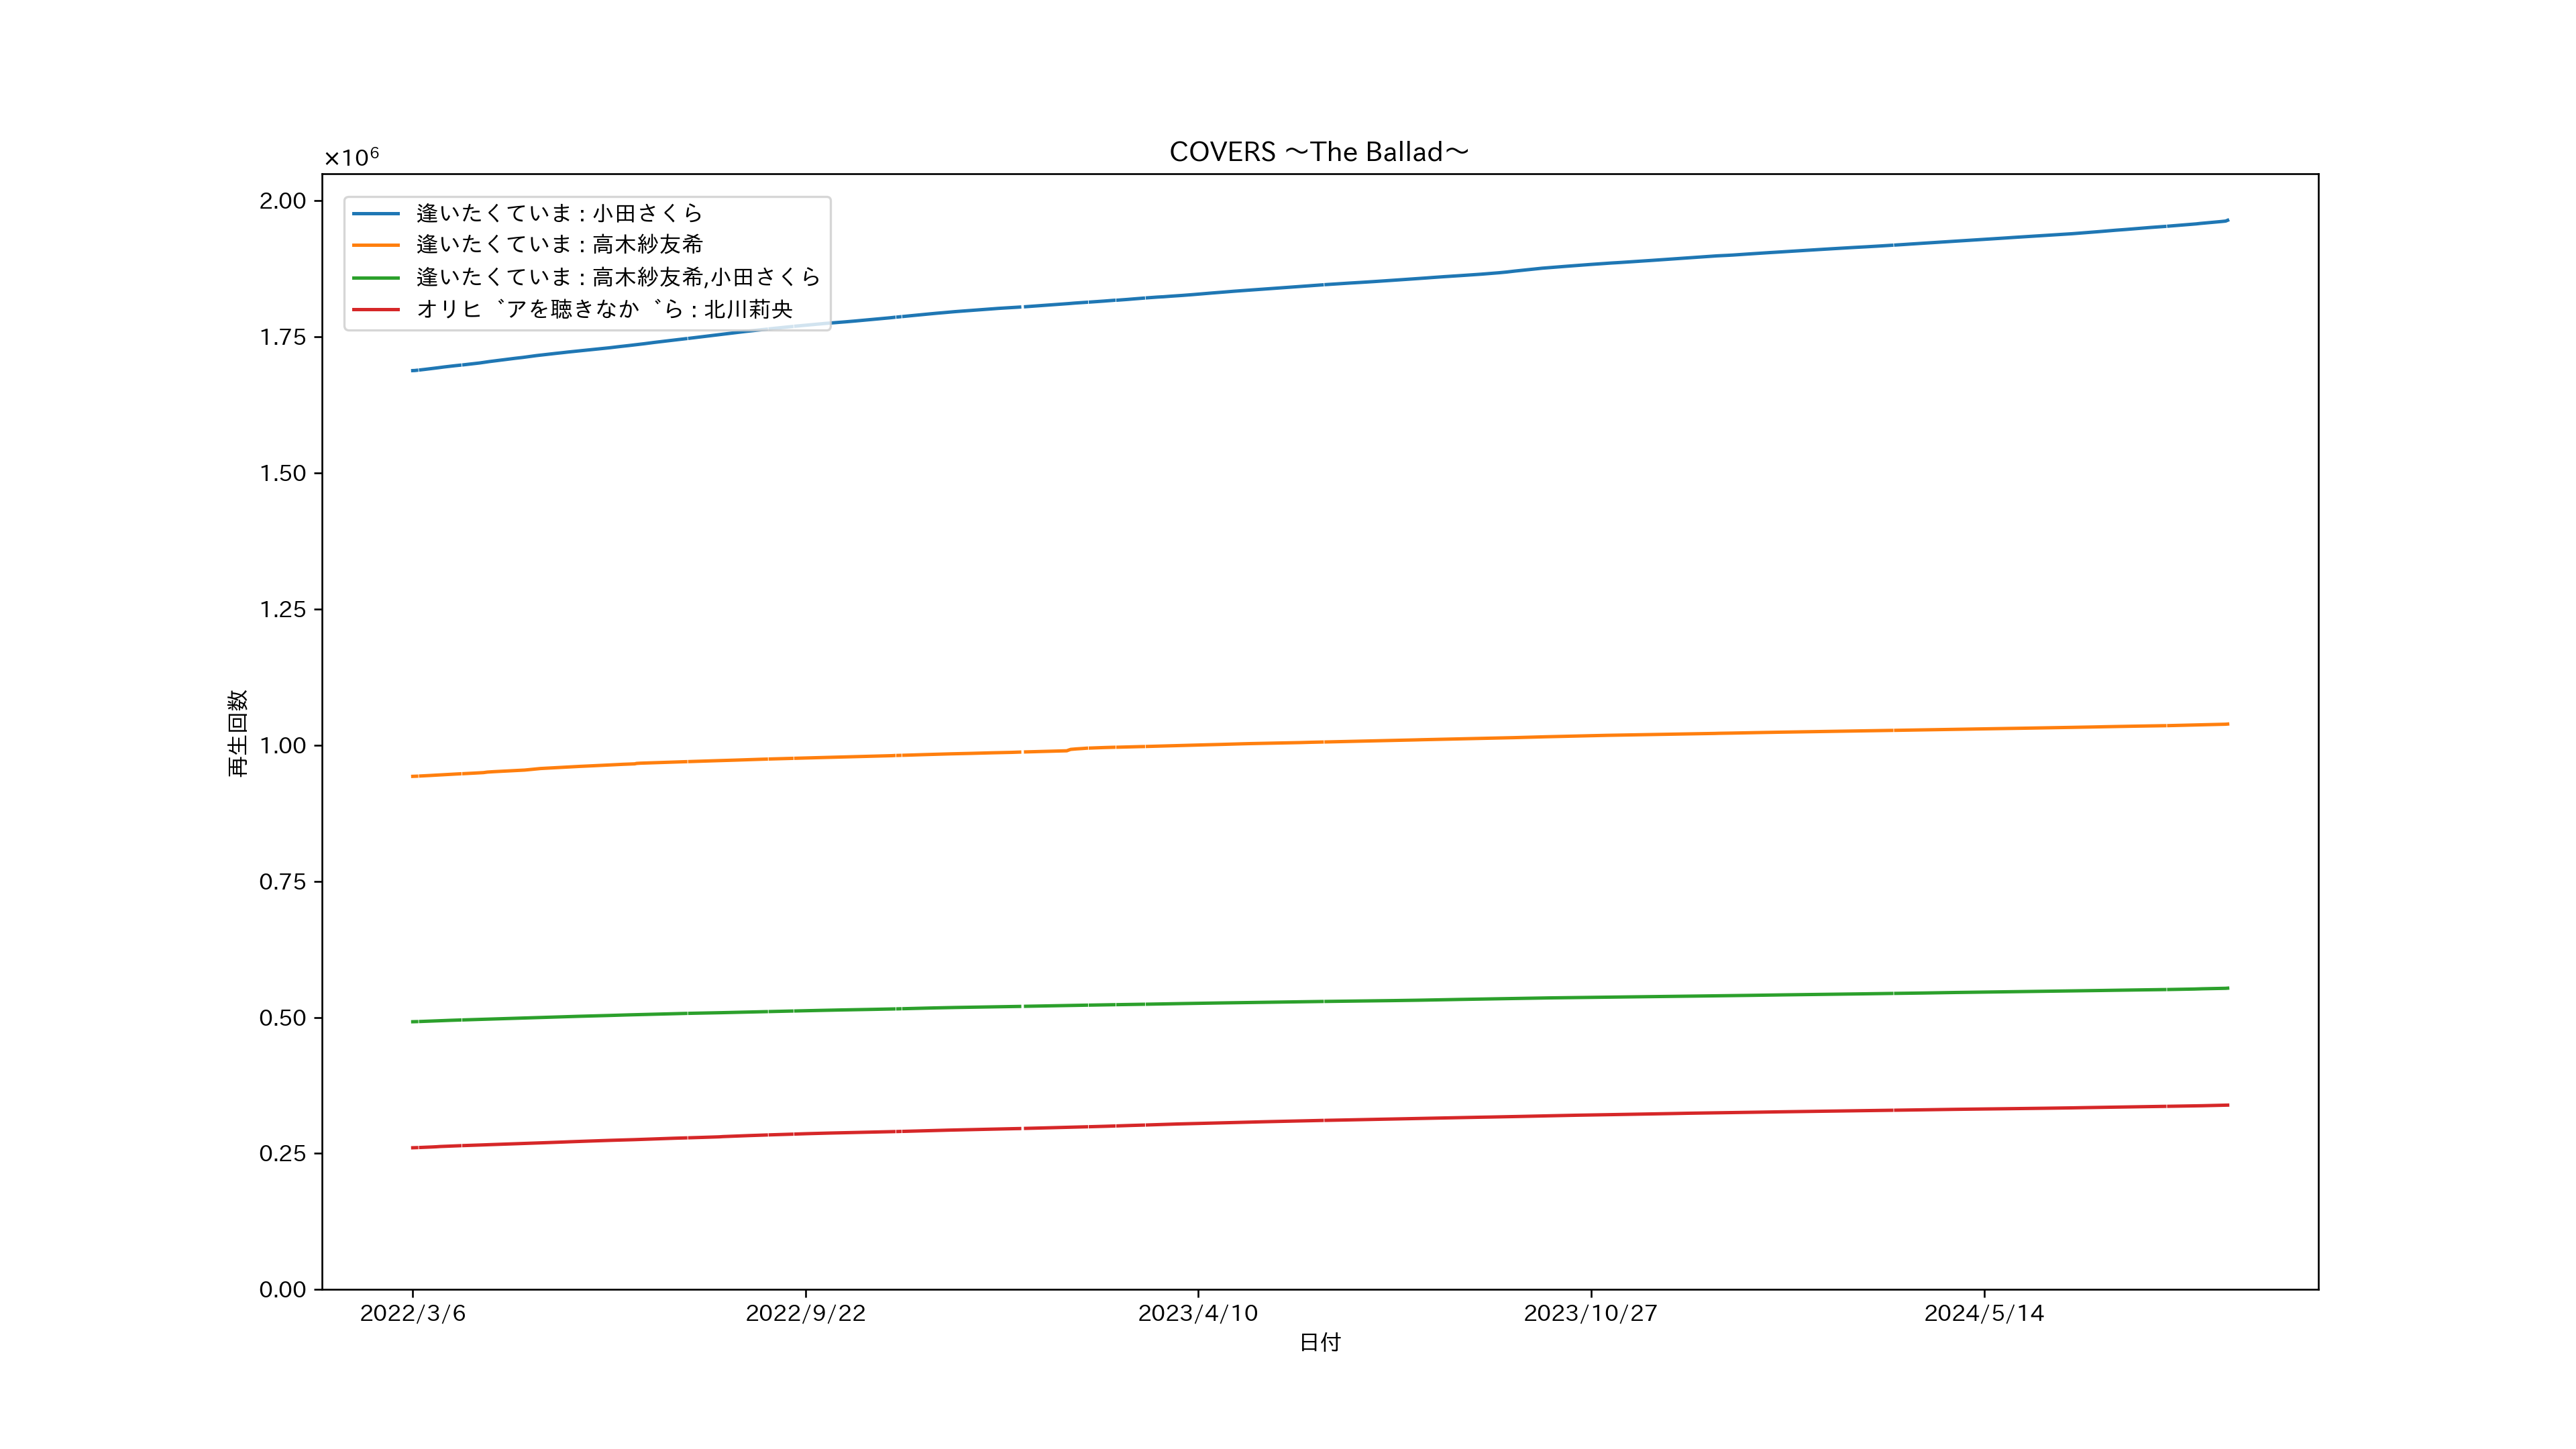 COVERS ～The Ballad～
×10⁶
2.00
1.75
1.50
1.25
1.00
0.75
0.50
0.25
0.00
逢いたくていま : 小田さくら
逢いたくていま : 高木紗友希
逢いたくていま : 高木紗友希,小田さくら
オリヒ゛アを聴きなか゛ら : 北川莉央
再生回数
2022/3/6
2022/9/22
2023/4/10
2023/10/27
2024/5/14
日付